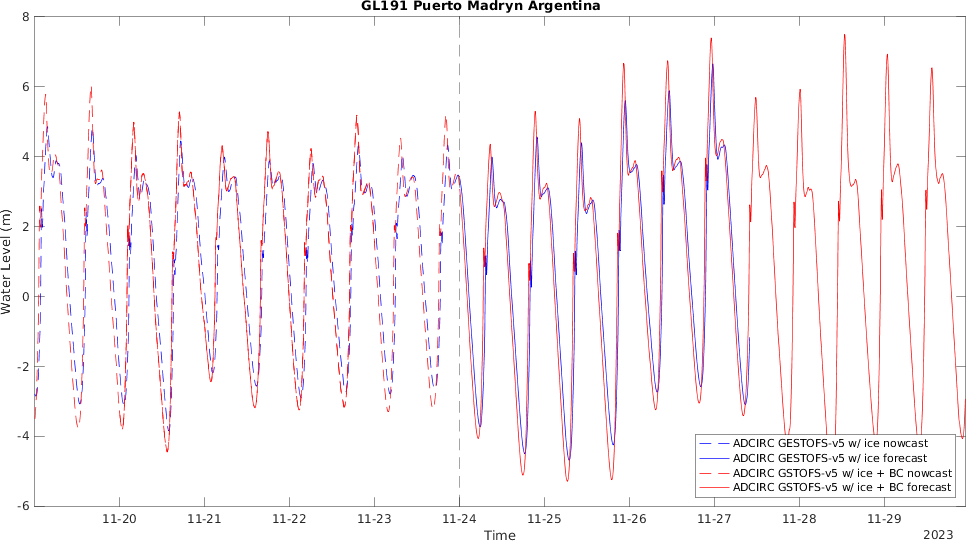 GL191 Puerto Madryn Argentina
8
6
4
2
0
-2
-4
-6
Water Level (m)
11-20 11-21 11-22 11-23 11-24 11-25 11-26 11-27 11-28 11-29
Time
2023
ADCIRC GESTOFS-v5 w/ ice nowcast
ADCIRC GESTOFS-v5 w/ ice forecast
ADCIRC GSTOFS-v5 w/ ice + BC nowcast
ADCIRC GSTOFS-v5 w/ ice + BC forecast